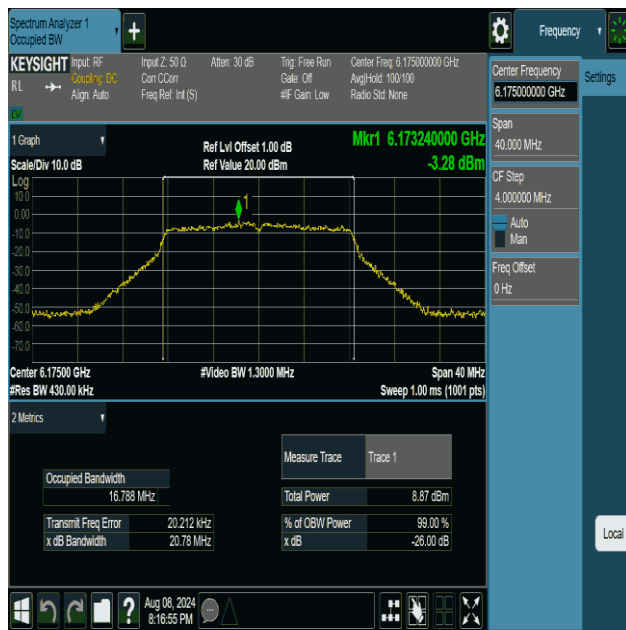 Spectrum Analyzer 1
Occupied BW
Frequency
KEYSIGHT
RL
Input: RF
Coupling: DC
Align: Auto
Input Z: 50 Ω
Corr CCorr
Freq Ref: Int (S)
Atten: 30 dB
Trig: Free Run
Gate: Off
#IF Gain: Low
Center Freq: 6.175000000 GHz
Avg|Hold: 100/100
Radio Std: None
Center Frequency
6.175000000 GHz
Settings
Span
40.000 MHz
CF Step
4.000000 MHz
Auto
Man
Freq Offset
0 Hz
1 Graph
Scale/Div 10.0 dB
Ref Lvl Offset 1.00 dB
Ref Value 20.00 dBm
Mkr1 6.173240000 GHz
-3.28 dBm
Log
10.0
0.00
-10.0
-20.0
-30.0
-40.0
-50.0
-60.0
-70.0
1
Center 6.17500 GHz
#Res BW 430.00 kHz
#Video BW 1.3000 MHz
Span 40 MHz
Sweep 1.00 ms (1001 pts)
2 Metrics
Measure Trace Trace 1
Occupied Bandwidth
16.788 MHz
Total Power 8.87 dBm
Transmit Freq Error 20.212 kHz
% of OBW Power 99.00 %
x dB Bandwidth 20.78 MHz
x dB -26.00 dB
Local
Aug 08, 2024
8:16:55 PM